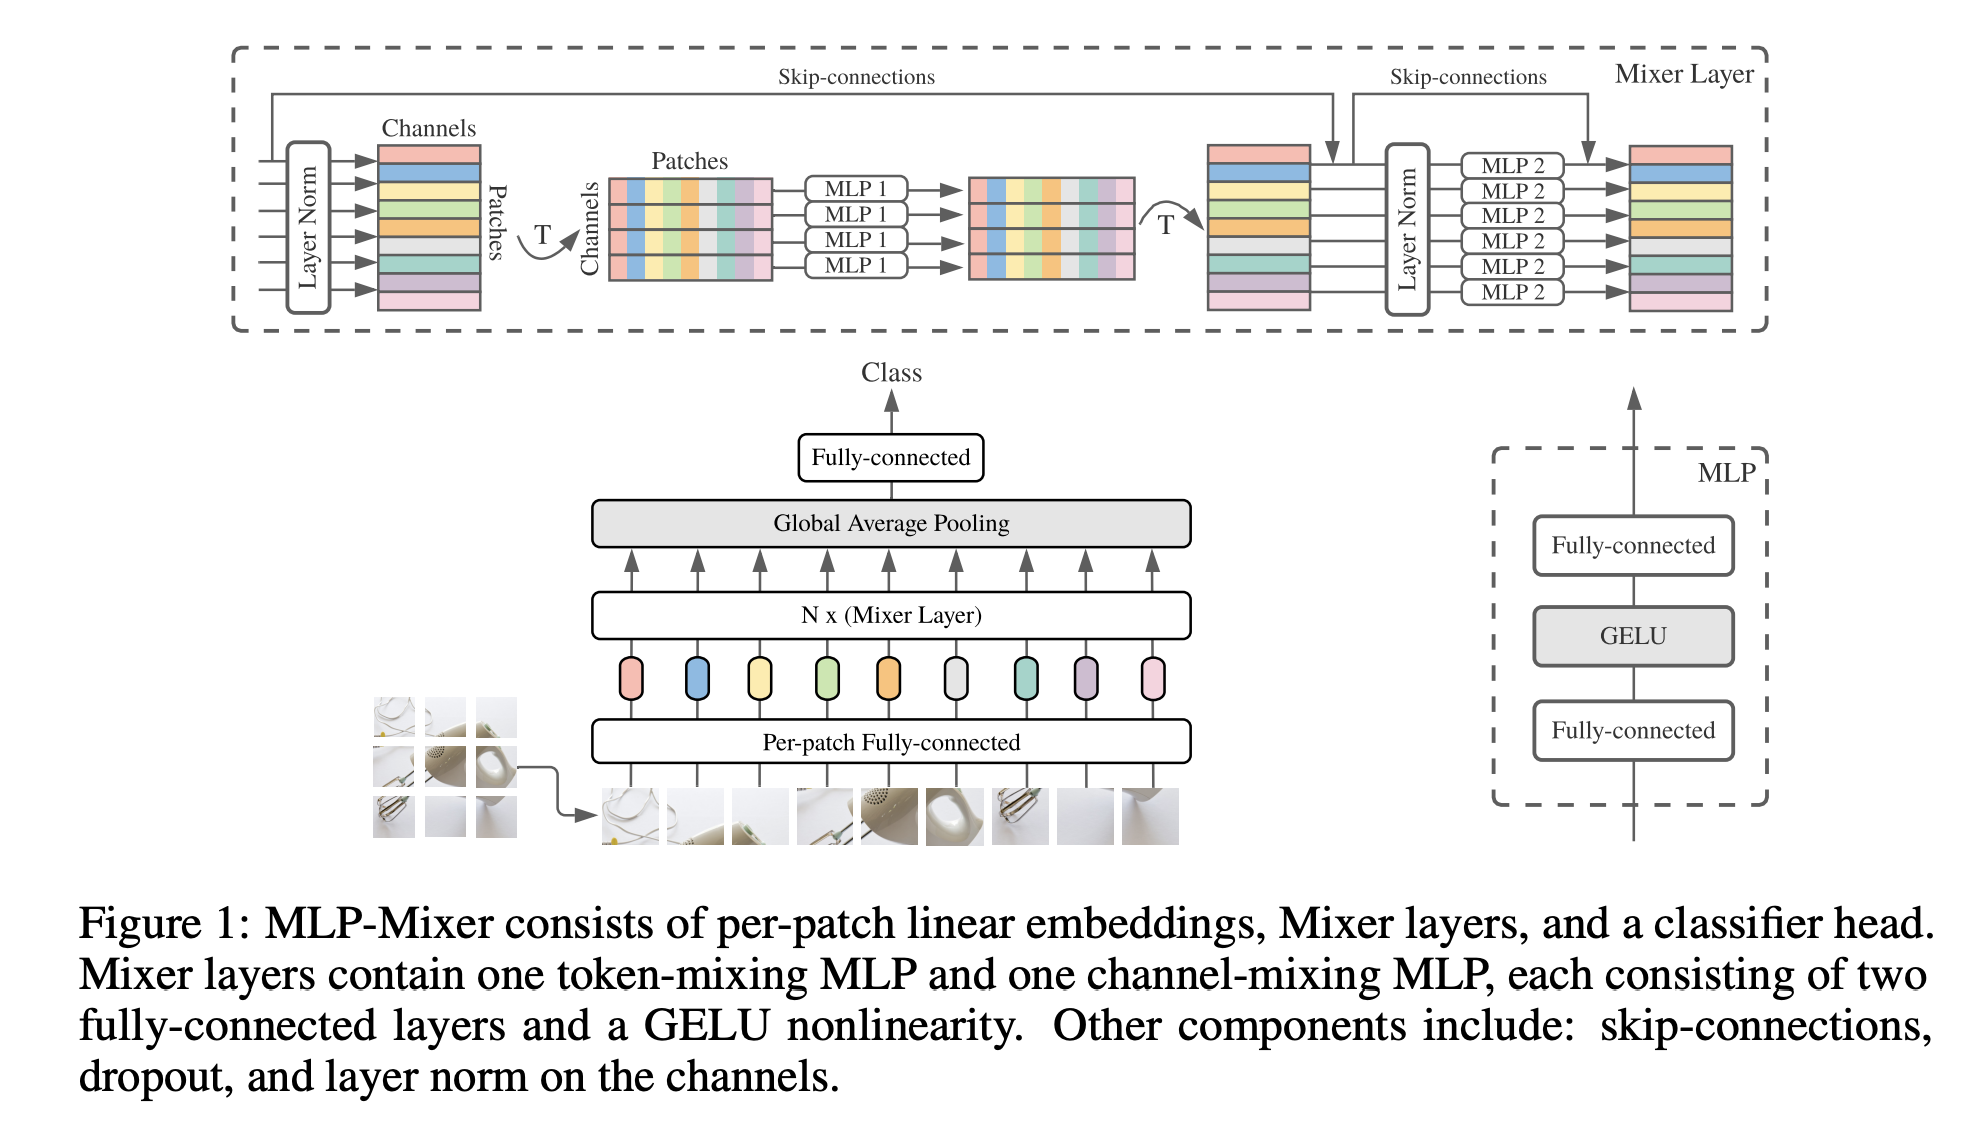 Skip-connections
Skip-connections
Mixer Layer
Channels
Patches
Layer Norm
Patches
T
Channels
MLP 1
MLP 1
MLP 1
MLP 1
T
Layer Norm
MLP 2
MLP 2
MLP 2
MLP 2
MLP 2
MLP 2
Class
Fully-connected
Global Average Pooling
N x (Mixer Layer)
Per-patch Fully-connected
MLP
Fully-connected
GELU
Fully-connected
Figure 1: MLP-Mixer consists of per-patch linear embeddings, Mixer layers, and a classifier head.
Mixer layers contain one token-mixing MLP and one channel-mixing MLP, each consisting of two
fully-connected layers and a GELU nonlinearity. Other components include: skip-connections,
dropout, and layer norm on the channels.